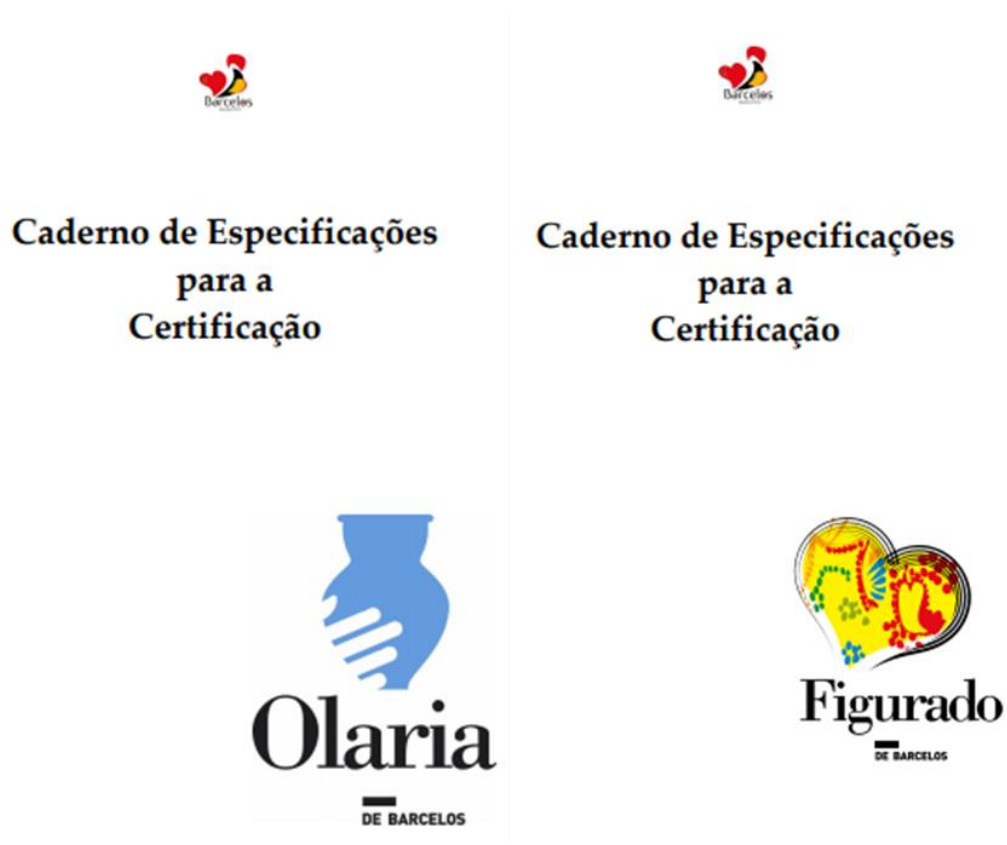 Barcelos
Caderno de Especificações
para a
Certificação
Olaria
DE BARCELOS
Barcelos
Caderno de Especificações
para a
Certificação
Figurado
DE BARCELOS